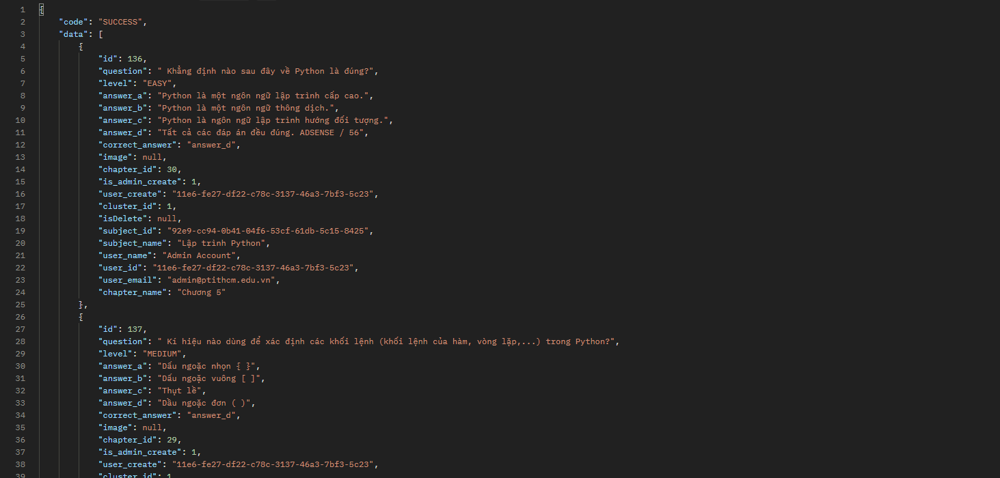 1 {
2 "code": "SUCCESS",
3 "data": [
4 {
5 "id": 136,
6 "question": " Khẳng định nào sau đây về Python là đúng?",
7 "level": "EASY",
8 "answer_a": "Python là một ngôn ngữ lập trình cấp cao.",
9 "answer_b": "Python là một ngôn ngữ thông dịch.",
10 "answer_c": "Python là ngôn ngữ lập trình hướng đối tượng.",
11 "answer_d": "Tất cả các đáp án đều đúng. ADSENSE / 56",
12 "correct_answer": "answer_d",
13 "image": null,
14 "chapter_id": 30,
15 "is_admin_create": 1,
16 "user_create": "11e6-fe27-df22-c78c-3137-46a3-7bf3-5c23",
17 "cluster_id": 1,
18 "isDelete": null,
19 "subject_id": "92e9-cc94-0b41-04f6-53cf-61db-5c15-8425",
20 "subject_name": "Lập trình Python",
21 "user_name": "Admin Account",
22 "user_id": "11e6-fe27-df22-c78c-3137-46a3-7bf3-5c23",
23 "user_email": "admin@ptithcm.edu.vn",
24 "chapter_name": "Chương 5"
25 },
26 {
27 "id": 137,
28 "question": " Kí hiệu nào dùng để xác định các khối lệnh (khối lệnh của hàm, vòng lặp,...) trong Python?",
29 "level": "MEDIUM",
30 "answer_a": "Dấu ngoặc nhọn { }",
31 "answer_b": "Dấu ngoặc vuông [ ]",
32 "answer_c": "Thụt lề",
33 "answer_d": "Dầu ngoặc đơn ( )",
34 "correct_answer": "answer_d",
35 "image": null,
36 "chapter_id": 29,
37 "is_admin_create": 1,
38 "user_create": "11e6-fe27-df22-c78c-3137-46a3-7bf3-5c23",
39 "cluster_id": 1